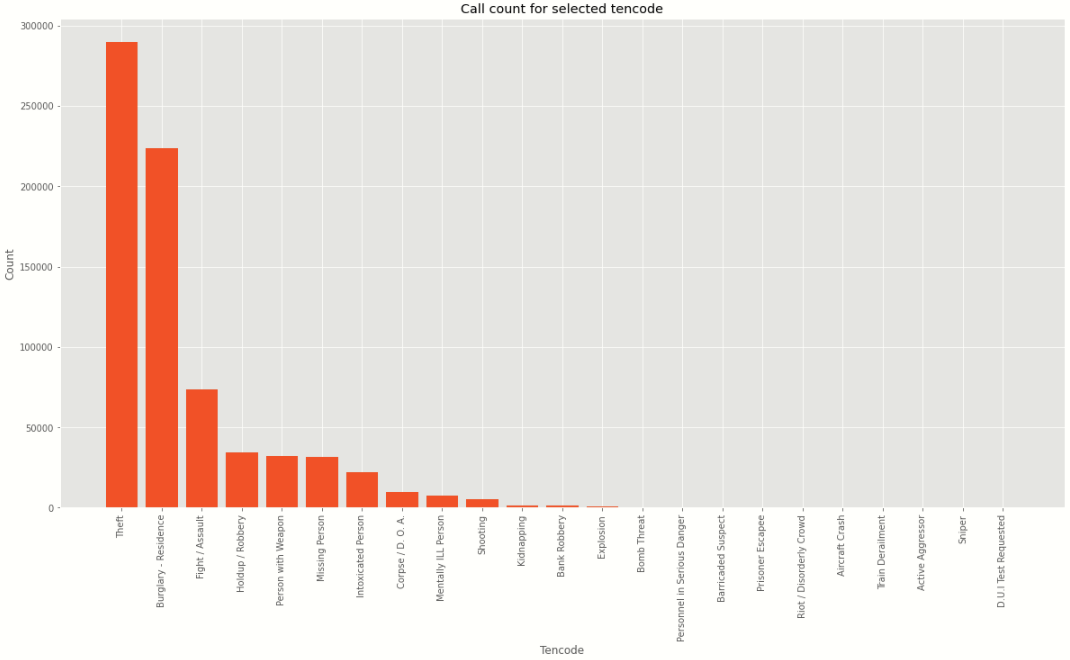 Call count for selected tencode
300000
250000
200000
150000
100000
50000
0
Count
Theft
Burglary - Residence
Fight / Assault
Holdup / Robbery
Person with Weapon
Missing Person
Intoxicated Person
Corpse / D. O. A.
Mentally ILL Person
Shooting
Kidnapping
Bank Robbery
Explosion
Bomb Threat
Personnel in Serious Danger
Barricaded Suspect
Prisoner Escapee
Riot / Disorderly Crowd
Aircraft Crash
Train Derailment
Active Aggressor
Sniper
D.U.I Test Requested
Tencode